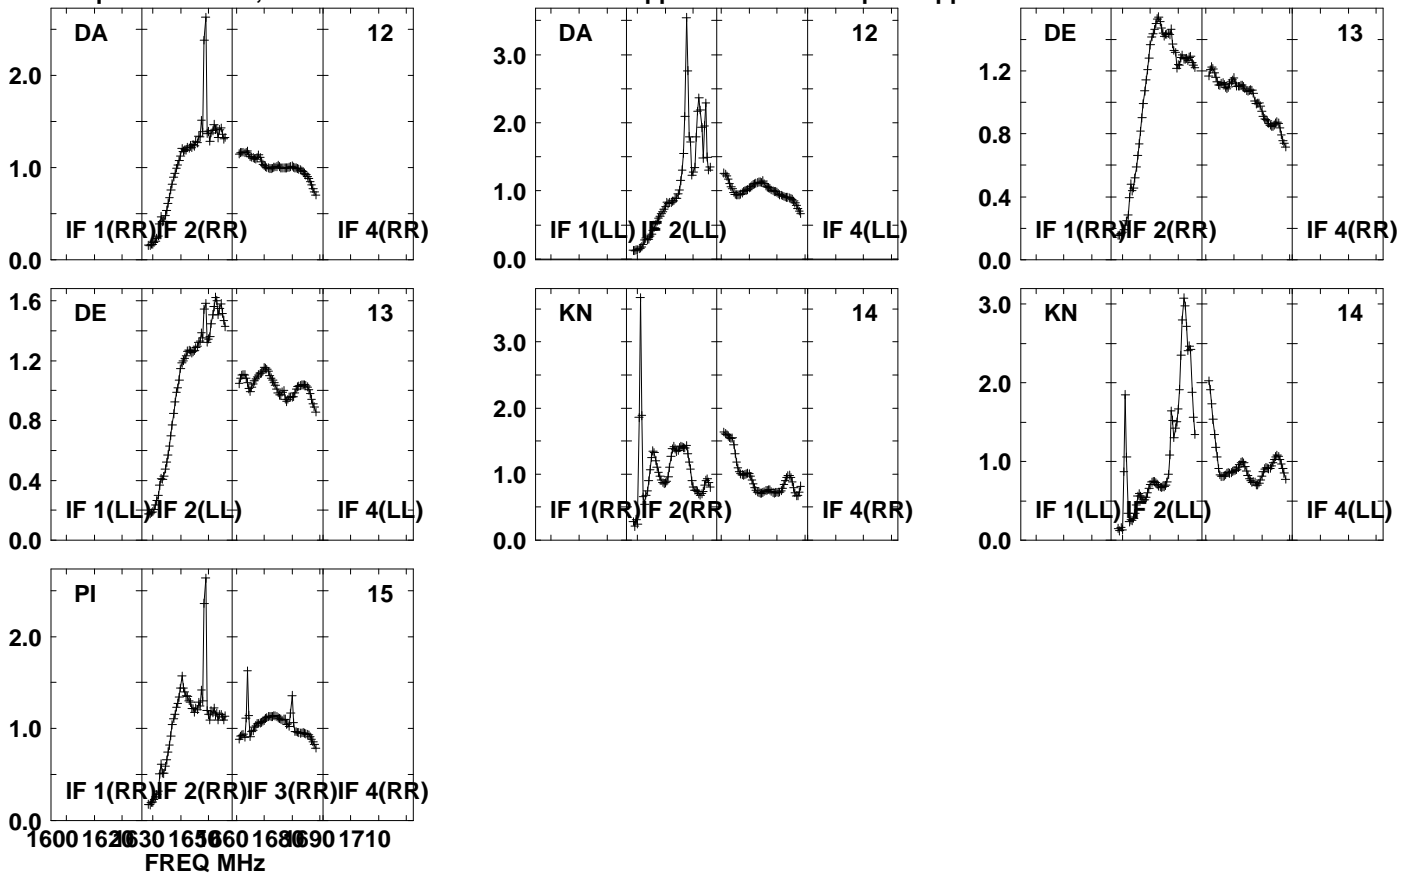 DA 12
2.0
1.0
IF 1(RR) IF 2(RR) IF 4(RR)
0.0
DA 12
3.0
2.0
1.0
IF 1(LL) IF 2(LL) IF 4(LL)
0.0
DE 13
1.2
0.8
0.4
IF 1(RR) IF 2(RR) IF 4(RR)
0.0
DE 13
1.6
1.2
0.8
0.4
IF 1(LL) IF 2(LL) IF 4(LL)
0.0
KN 14
3.0
2.0
1.0
IF 1(RR) IF 2(RR) IF 4(RR)
0.0
KN 14
3.0
2.0
1.0
IF 1(LL) IF 2(LL) IF 4(LL)
0.0
PI 15
2.0
1.0
IF 1(RR) IF 2(RR) IF 3(RR) IF 4(RR)
0.0
1600 1620 1630 1650 1660 1680 1690 1710
FREQ MHz